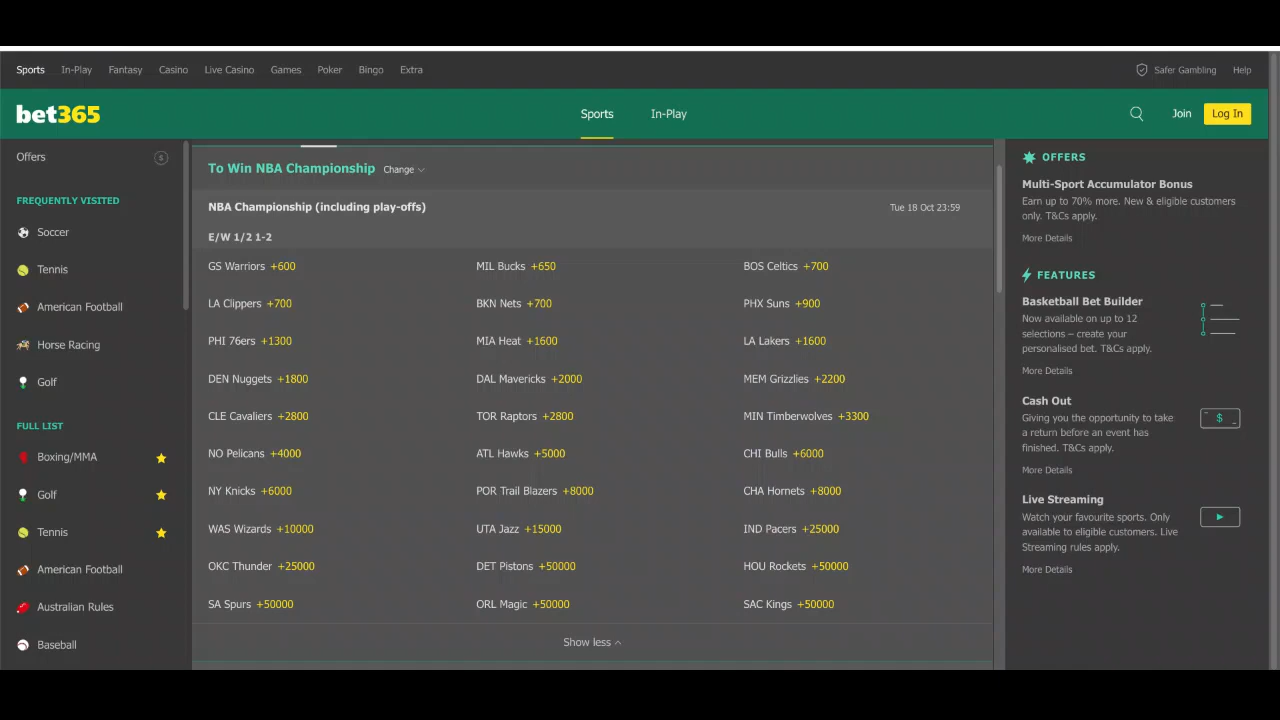 Sports In-Play Fantasy Casino Live Casino Games Poker Bingo Extra Safer Gambling Help
bet365 Sports In-Play Join Log In
Offers
FREQUENTLY VISITED
Soccer
Tennis
American Football
Horse Racing
Golf
FULL LIST
Boxing/MMA
Golf
Tennis
American Football
Australian Rules
Baseball
To Win NBA Championship Change
NBA Championship (including play-offs) Tue 18 Oct 23:59
E/W 1/2 1-2
GS Warriors +600 MIL Bucks +650 BOS Celtics +700
LA Clippers +700 BKN Nets +700 PHX Suns +900
PHI 76ers +1300 MIA Heat +1600 LA Lakers +1600
DEN Nuggets +1800 DAL Mavericks +2000 MEM Grizzlies +2200
CLE Cavaliers +2800 TOR Raptors +2800 MIN Timberwolves +3300
NO Pelicans +4000 ATL Hawks +5000 CHI Bulls +6000
NY Knicks +6000 POR Trail Blazers +8000 CHA Hornets +8000
WAS Wizards +10000 UTA Jazz +15000 IND Pacers +25000
OKC Thunder +25000 DET Pistons +50000 HOU Rockets +50000
SA Spurs +50000 ORL Magic +50000 SAC Kings +50000
Show less
OFFERS
Multi-Sport Accumulator Bonus
Earn up to 70% more. New & eligible customers
only. T&Cs apply.
More Details
FEATURES
Basketball Bet Builder
Now available on up to 12
selections – create your
personalised bet. T&Cs apply.
More Details
Cash Out
Giving you the opportunity to take
a return before an event has
finished. T&Cs apply.
More Details
$
Live Streaming
Watch your favourite sports. Only
available to eligible customers. Live
Streaming rules apply.
More Details